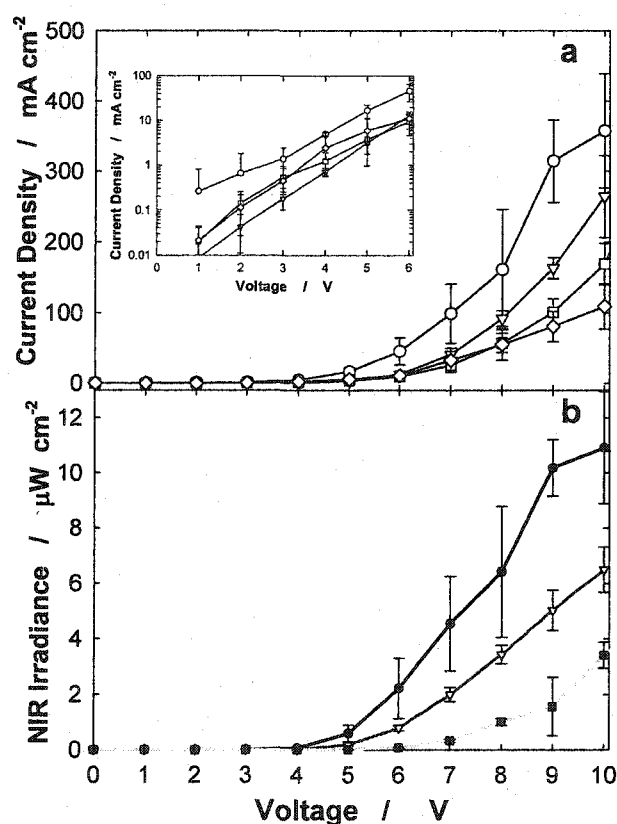 a
Current Density / mA cm-2
500
400
300
200
100
0
Current Density / mA cm-2
100
10
1
0.1
0.01
1 2 3 4 5 6
Voltage / V
b
NIR Irradiance / μW cm-2
12
10
8
6
4
2
0
0 1 2 3 4 5 6 7 8 9 10
Voltage / V